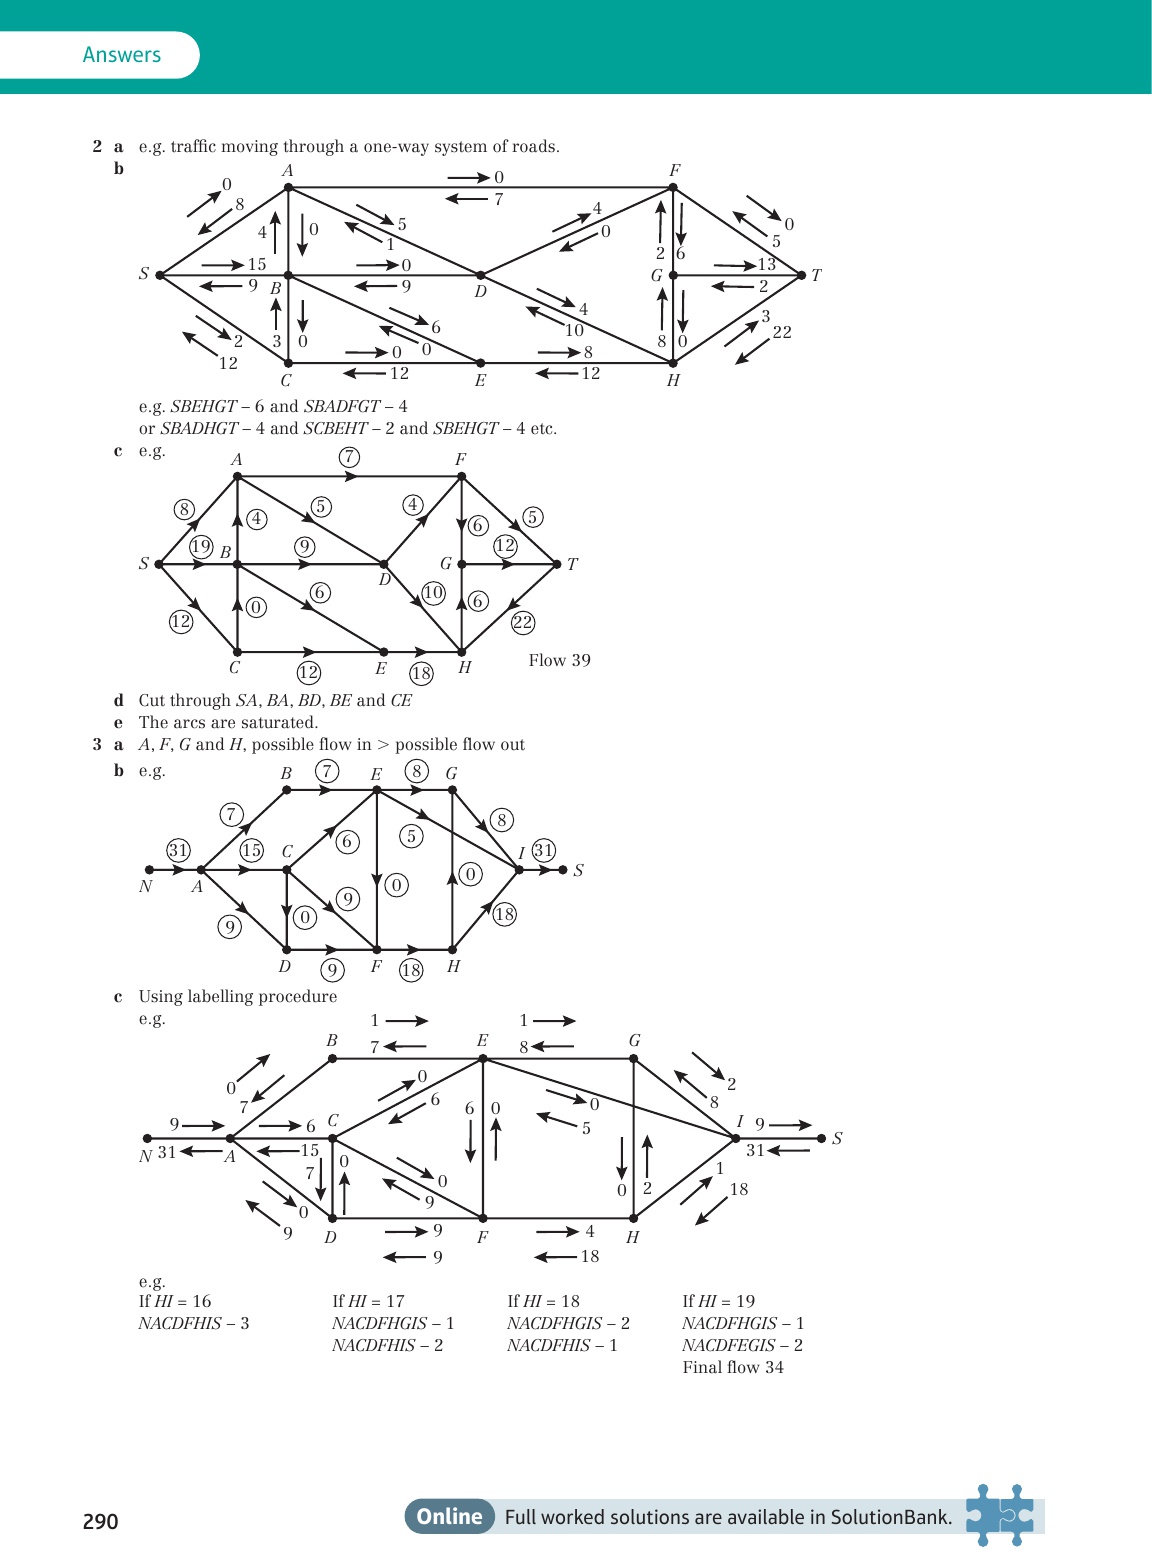 Answers
2 a e.g. traffic moving through a one-way system of roads.
b
A F
0 0
8 7 4 5 0 0
4 0 5 1 2 6 5
S 15 0 G 13 T
9 B 9 D 2
2 3 0 6 4 8 0 3
12 0 0 10 22
12 8 12
C E H
e.g. SBEHGT – 6 and SBADFGT – 4
or SBADHGT – 4 and SCBEHT – 2 and SBEHGT – 4 etc.
c e.g.
A 7 F
8 4 5 4 6 5
S 19 B 9 D G 12 T
12 0 6 10 6 22
C 12 E 18 H Flow 39
d Cut through SA, BA, BD, BE and CE
e The arcs are saturated.
3 a A, F, G and H, possible flow in > possible flow out
b e.g.
B 7 E 8 G
7 6 5 8
N 31 A 15 C I 31 S
9 0 9 0 0 18
D 9 F 18 H
c Using labelling procedure
e.g.
1 1
B 7 E 8 G
0 7 0 6 0 5 2 8
9 6 C 6 0 I 9 S
N 31 A 15 31
7 0 0 9 0 2 1 18
0 9 D 9 F 4 H
9 18
e.g.
If HI = 16 If HI = 17 If HI = 18 If HI = 19
NACDFHIS – 3 NACDFHGIS – 1 NACDFHGIS – 2 NACDFHGIS – 1
NACDFHIS – 2 NACDFHIS – 1 NACDFEGIS – 2
Final flow 34
290
Online Full worked solutions are available in SolutionBank.